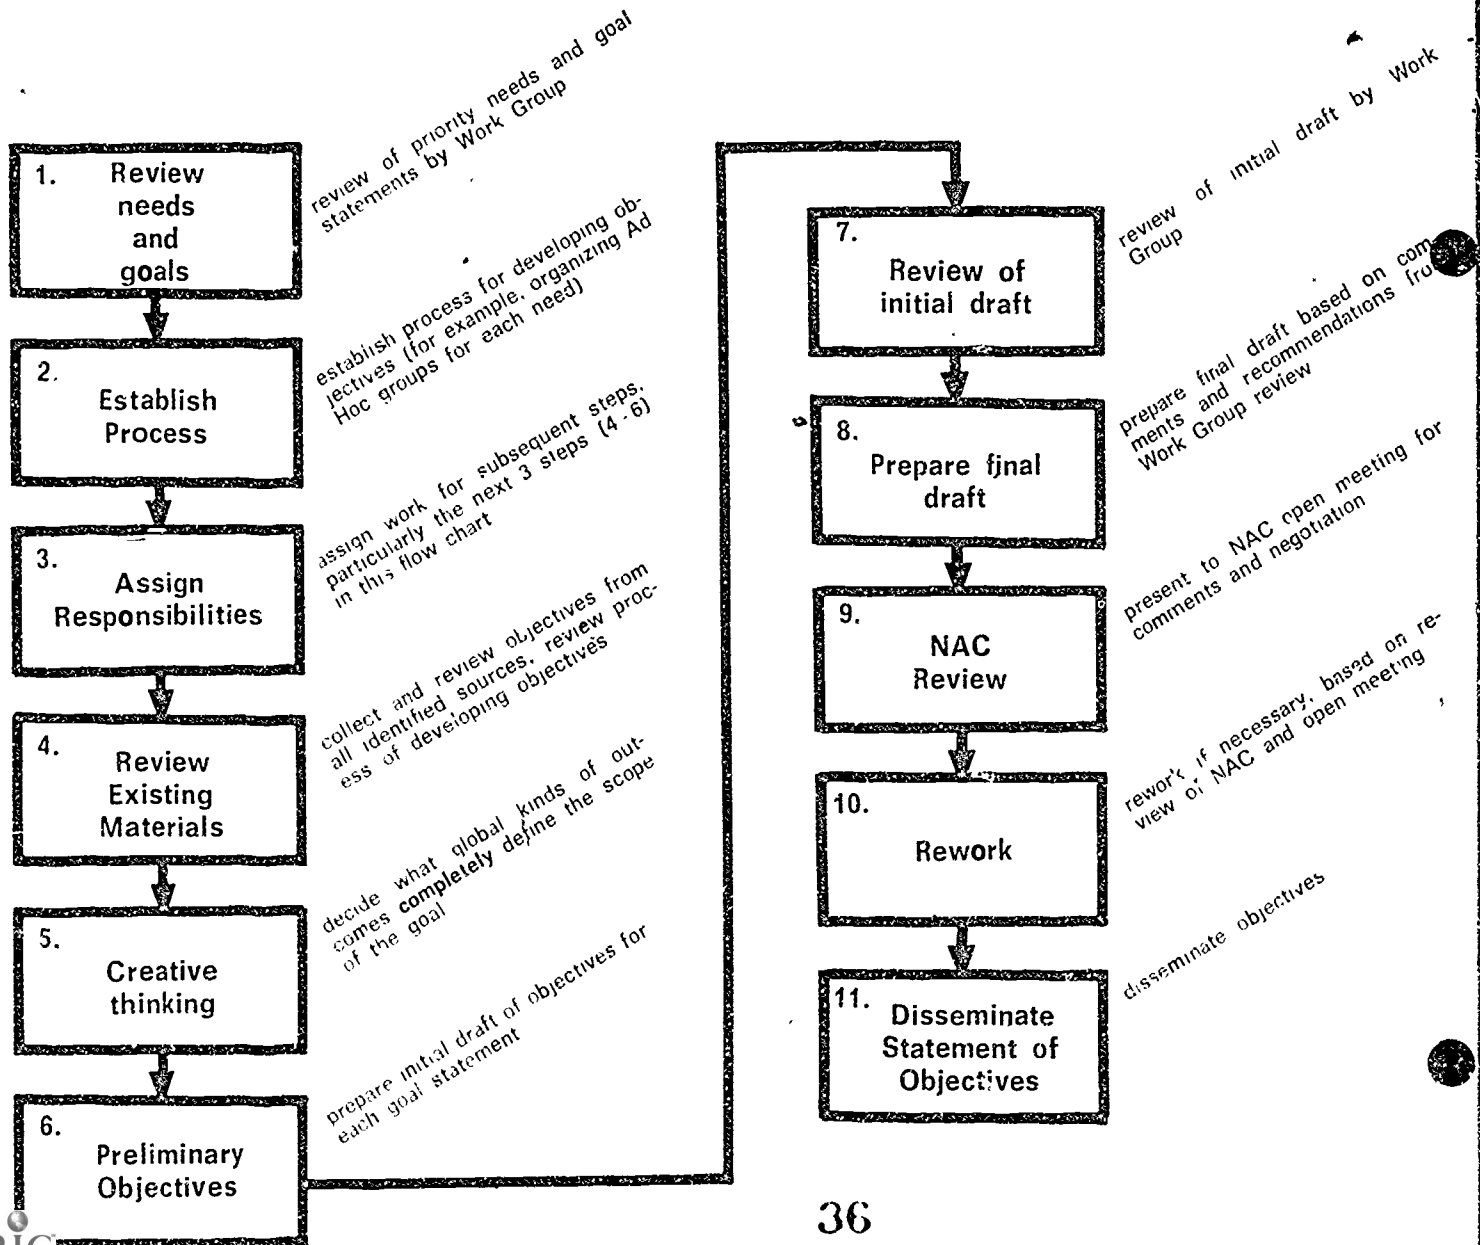 1. Review
needs
and
goals
review of priority needs and goal
statements by Work Group
2. Establish
Process
establish process for developing ob-
jectives (for example, organizing Ad
Hoc groups for each need)
3. Assign
Responsibilities
assign work for subsequent steps,
particularly the next 3 steps (4-6)
in this flow chart
4. Review
Existing
Materials
collect and review objectives from
all identified sources, review proc-
ess of developing objectives
5. Creative
thinking
decide what global kinds of out-
comes completely define the scope
of the goal
6. Preliminary
Objectives
prepare initial draft of objectives for
each goal statement
7. Review of
initial draft
review of initial draft by Work
Group
8. Prepare final
draft
prepare final draft based on com
ments and recommendations
Work Group review
9. NAC
Review
present to NAC open meeting for
comments and negotiation
10. Rework
rework if necessary, based on re-
view of NAC and open meeting
11. Disseminate
Statement of
Objectives
disseminate objectives
36